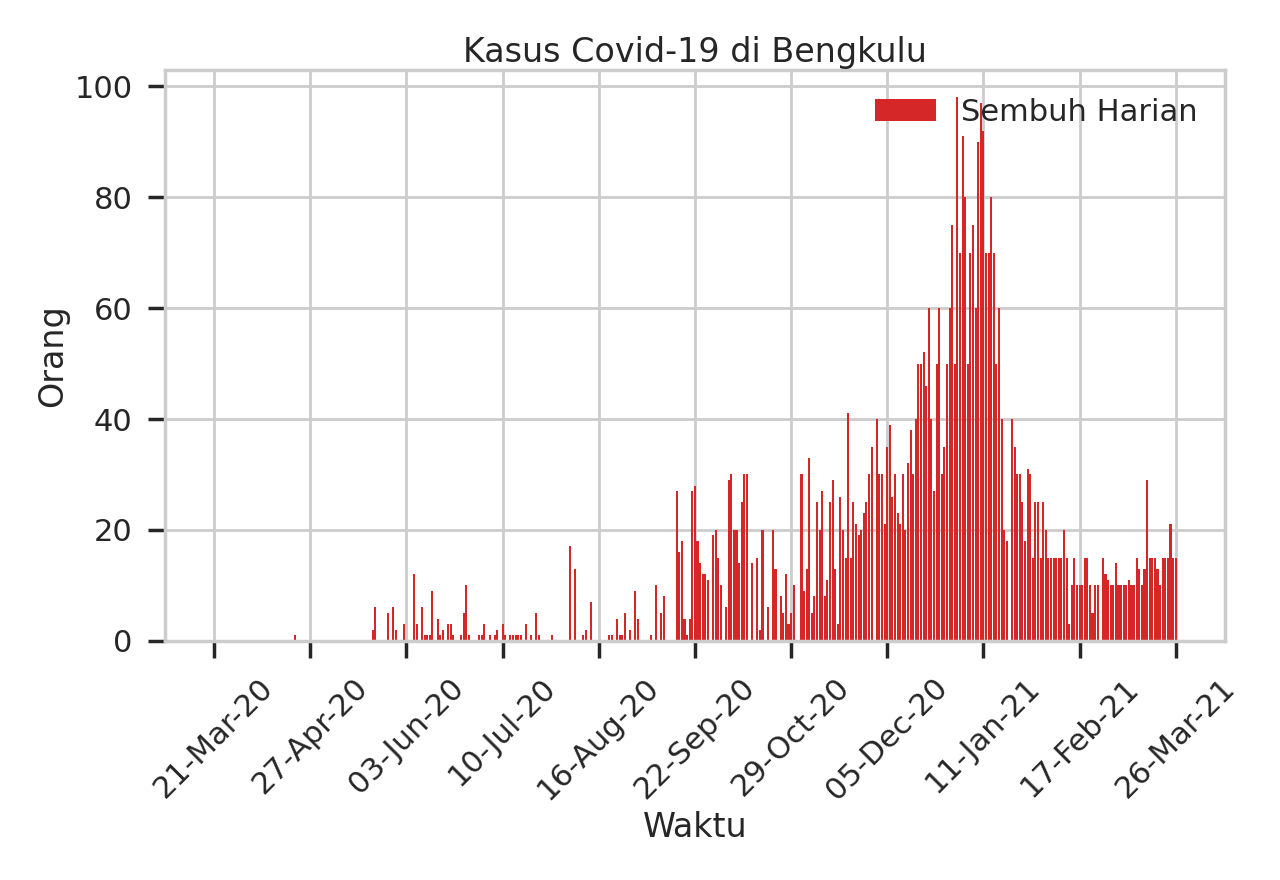 Kasus Covid-19 di Bengkulu
Sembuh Harian
100
80
60
40
20
0
Orang
21-Mar-20
27-Apr-20
03-Jun-20
10-Jul-20
16-Aug-20
22-Sep-20
29-Oct-20
05-Dec-20
11-Jan-21
17-Feb-21
26-Mar-21
Waktu